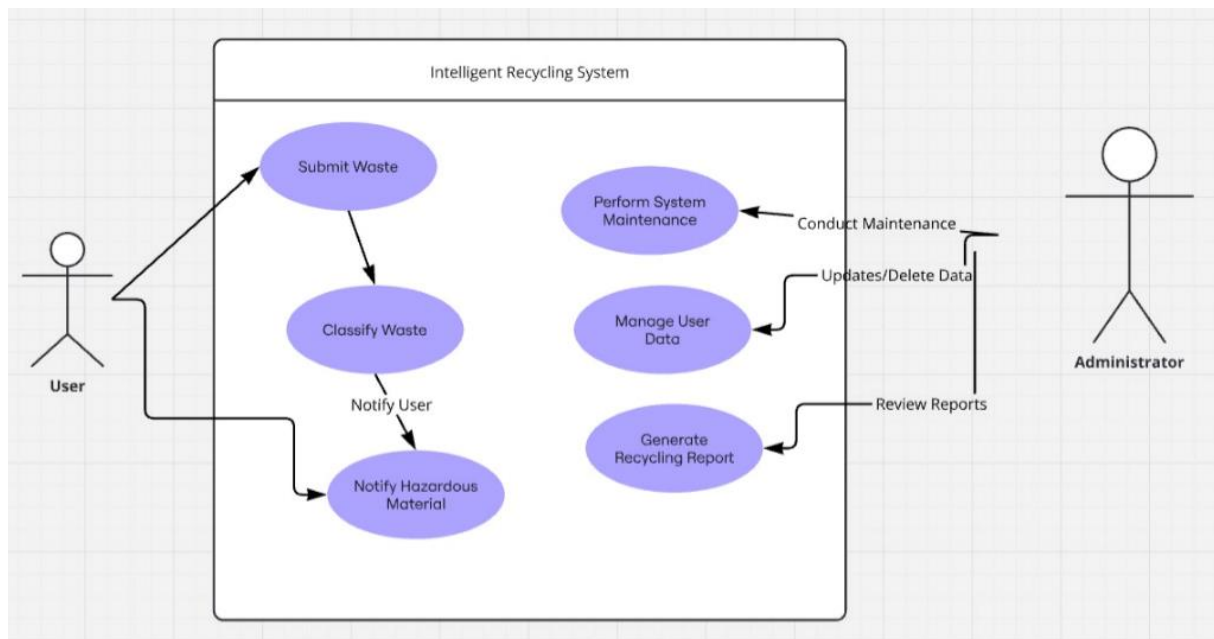 Intelligent Recycling System
Submit Waste
Classify Waste
Notify User
Notify Hazardous
Material
User
Perform System
Maintenance
Conduct Maintenance
Manage User
Data
Updates/Delete Data
Generate
Recycling Report
Review Reports
Administrator